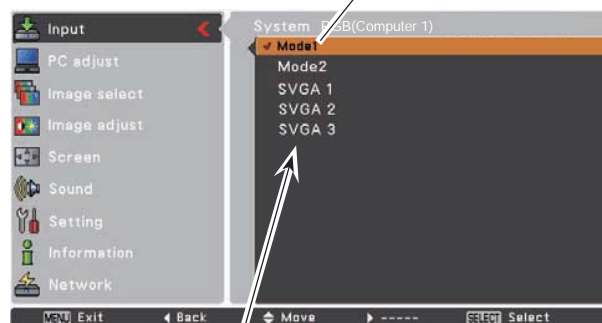 Input
PC adjust
Image select
Image adjust
Screen
Sound
Setting
Information
Network
System RGB(Computer 1)
✔ Mode1
Mode2
SVGA 1
SVGA 2
SVGA 3
MENU Exit ◀ Back ◆ Move ▶ ----- SELECT Select